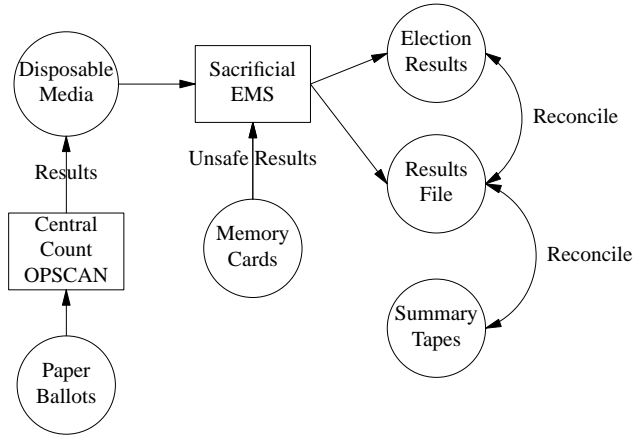 Disposable
Media
Sacrificial
EMS
Election
Results
Reconcile
Results
Unsafe Results
Results
File
Central
Count
OPSCAN
Memory
Cards
Reconcile
Summary
Tapes
Paper
Ballots